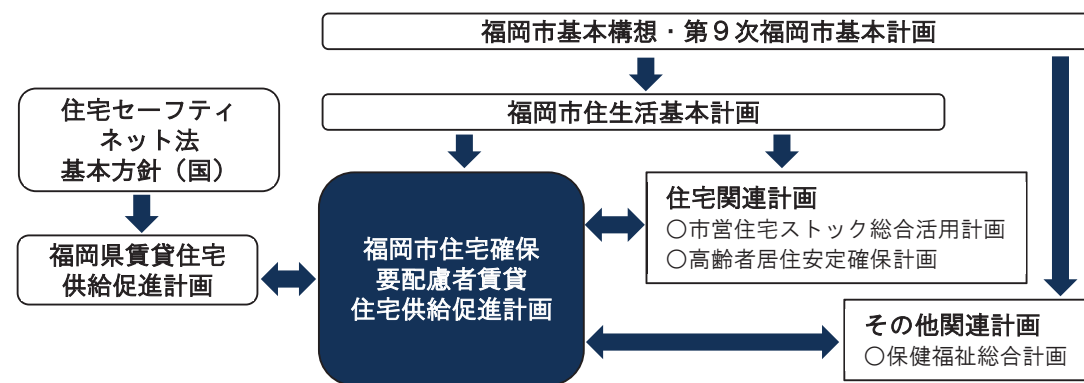 福岡市基本構想・第９次福岡市基本計画
福岡市住生活基本計画
住宅セーフティ
ネット法
基本方針（国）
福岡県賃貸住宅
供給促進計画
福岡市住宅確保
要配慮者賃貸
住宅供給促進計画
住宅関連計画
〇市営住宅ストック総合活用計画
〇高齢者居住安定確保計画
その他関連計画
〇保健福祉総合計画